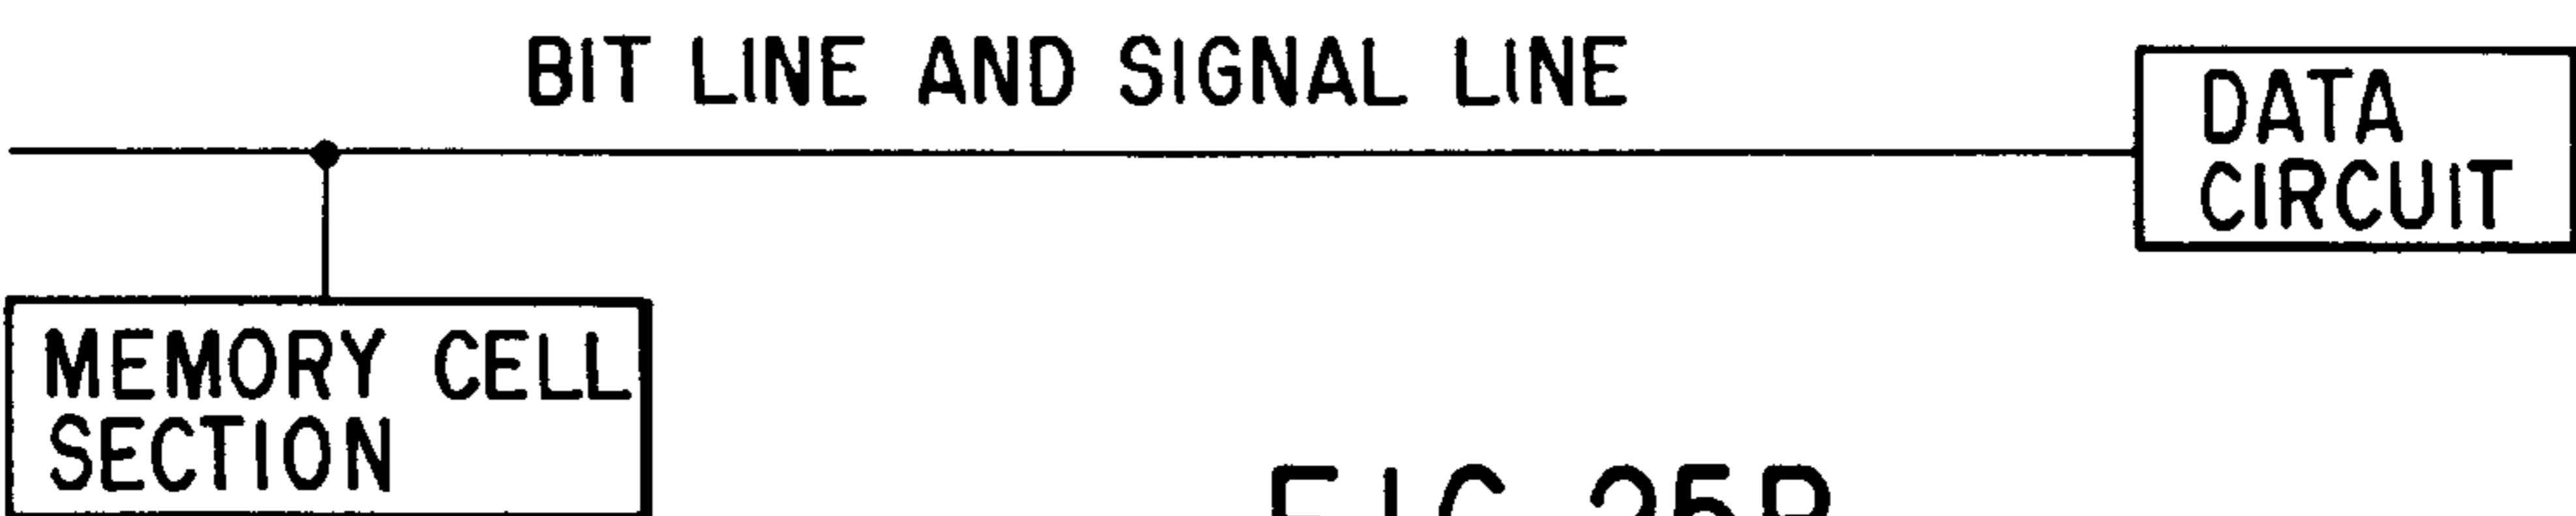 BIT LINE AND SIGNAL LINE
DATA
CIRCUIT
MEMORY CELL
SECTION